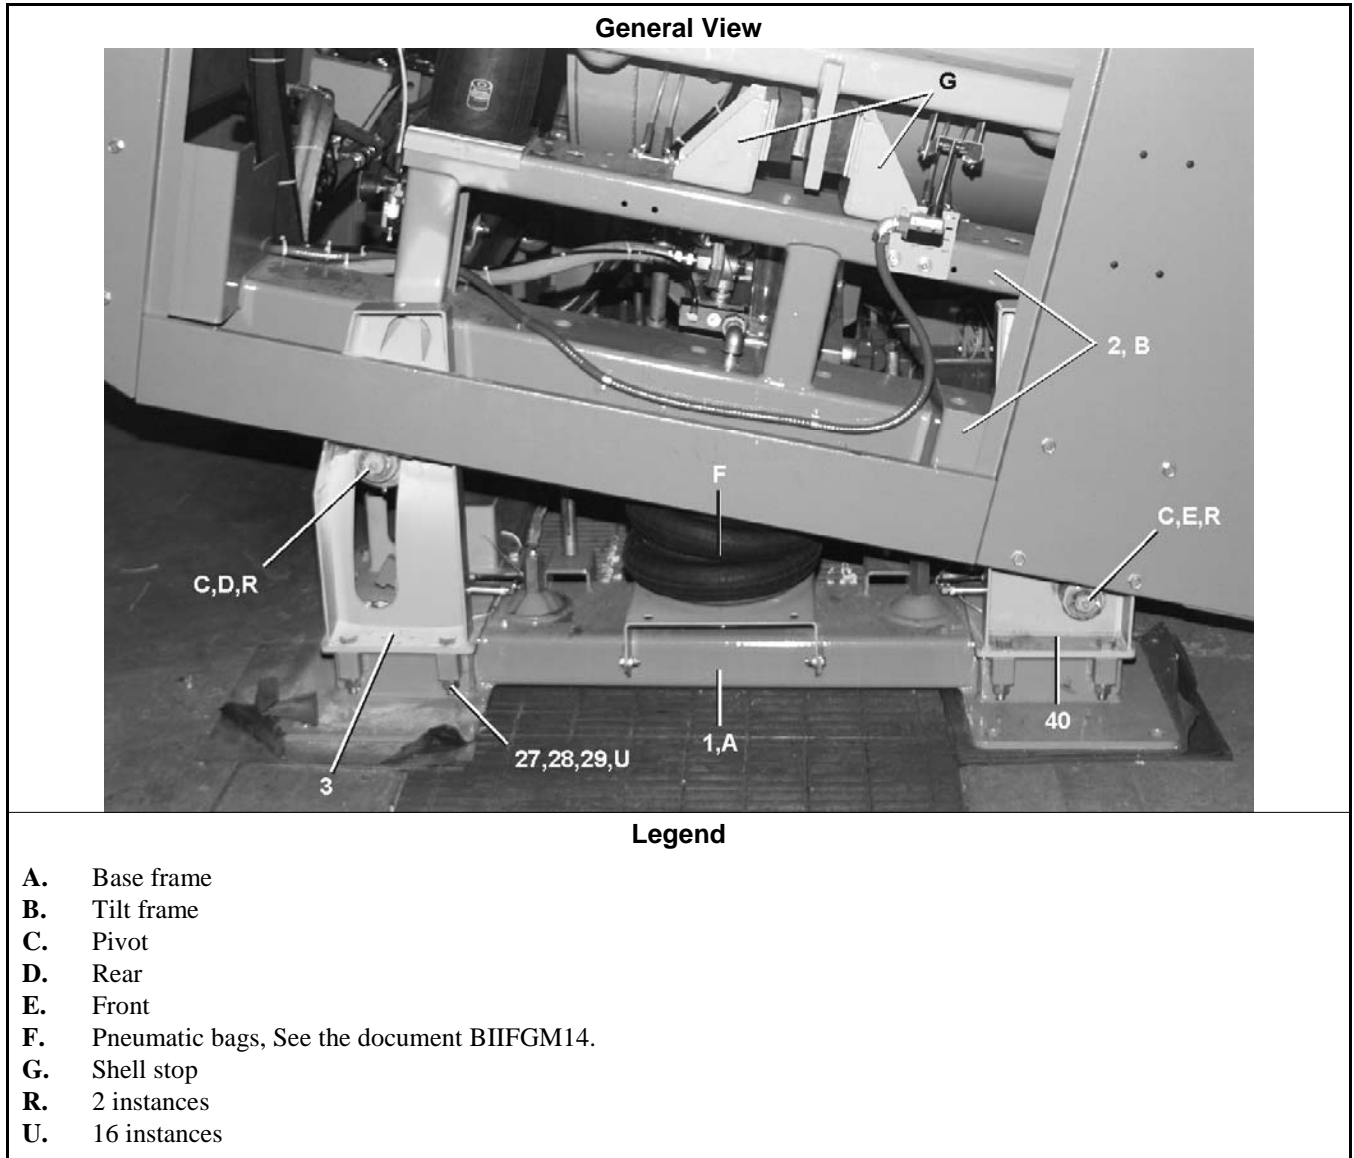 General View
G
2, B
F
C,E,R
C,D,R
40
1,A
27,28,29,U
3
Legend
A. Base frame
B. Tilt frame
C. Pivot
D. Rear
E. Front
F. Pneumatic bags, See the document BIIFGM14.
G. Shell stop
R. 2 instances
U. 16 instances